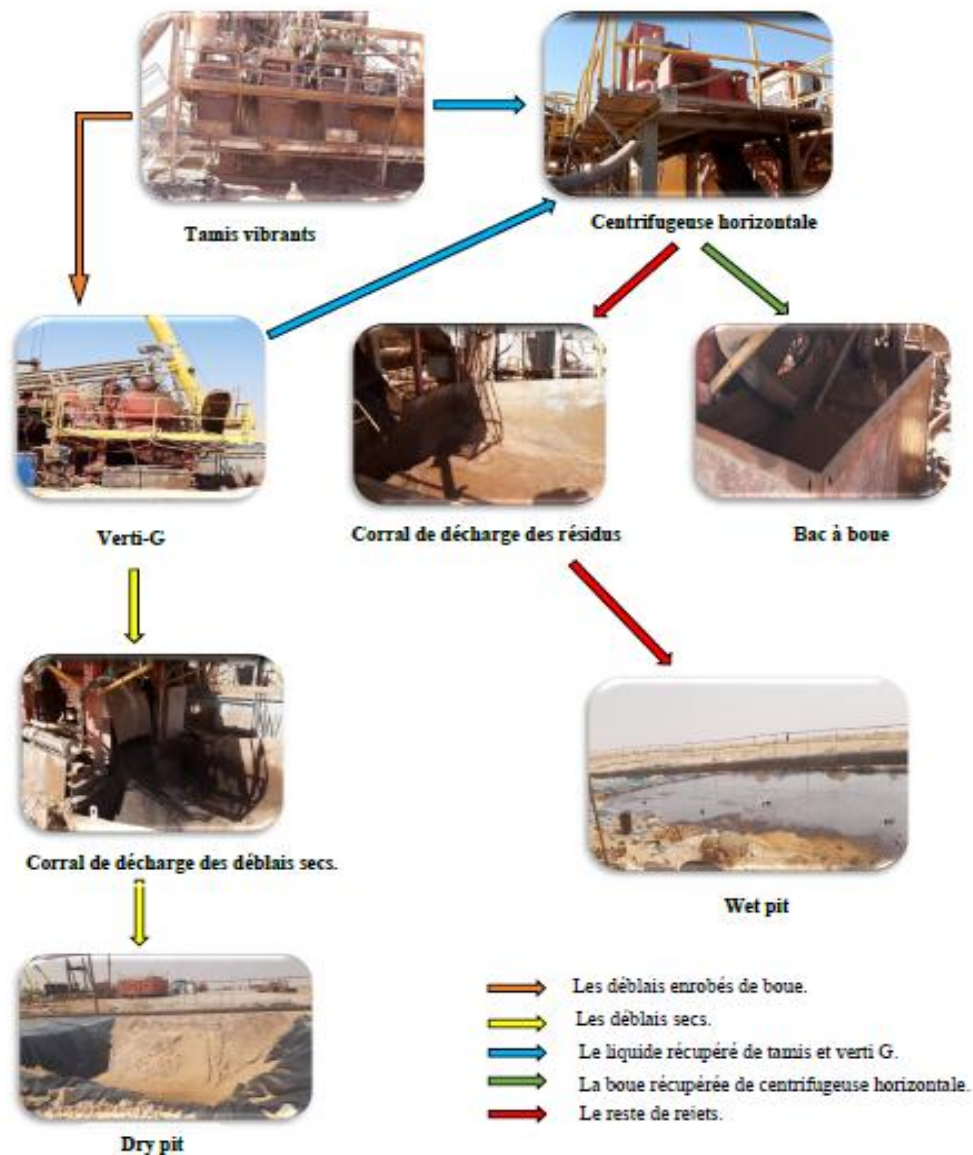 Tamis vibrants
Centrifugeuse horizontale
Verti-G
Corral de décharge des résidus
Bac à boue
Corral de décharge des déblais secs.
Wet pit
Dry pit
Les déblais enrobés de boue.
Les déblais secs.
Le liquide récupéré de tamis et verti G.
La boue récupérée de centrifugeuse horizontale.
Le reste de rejets.